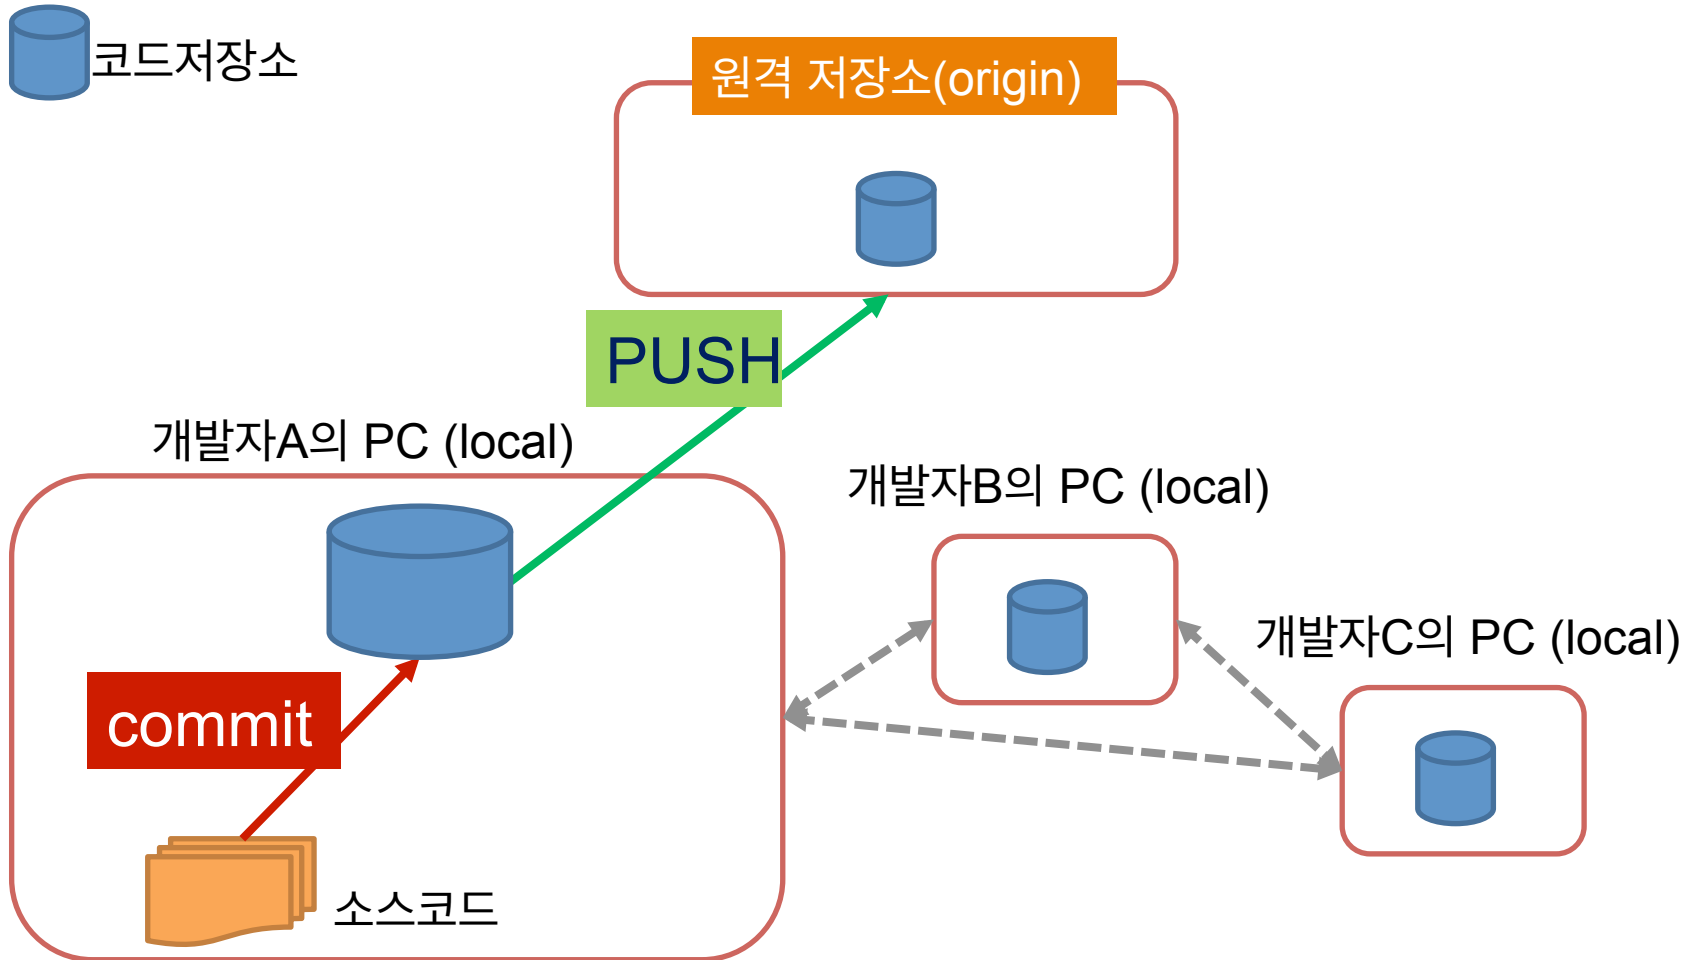 코드저장소
원격 저장소(origin)
PUSH
개발자A의 PC (local)
개발자B의 PC (local)
개발자C의 PC (local)
commit
소스코드